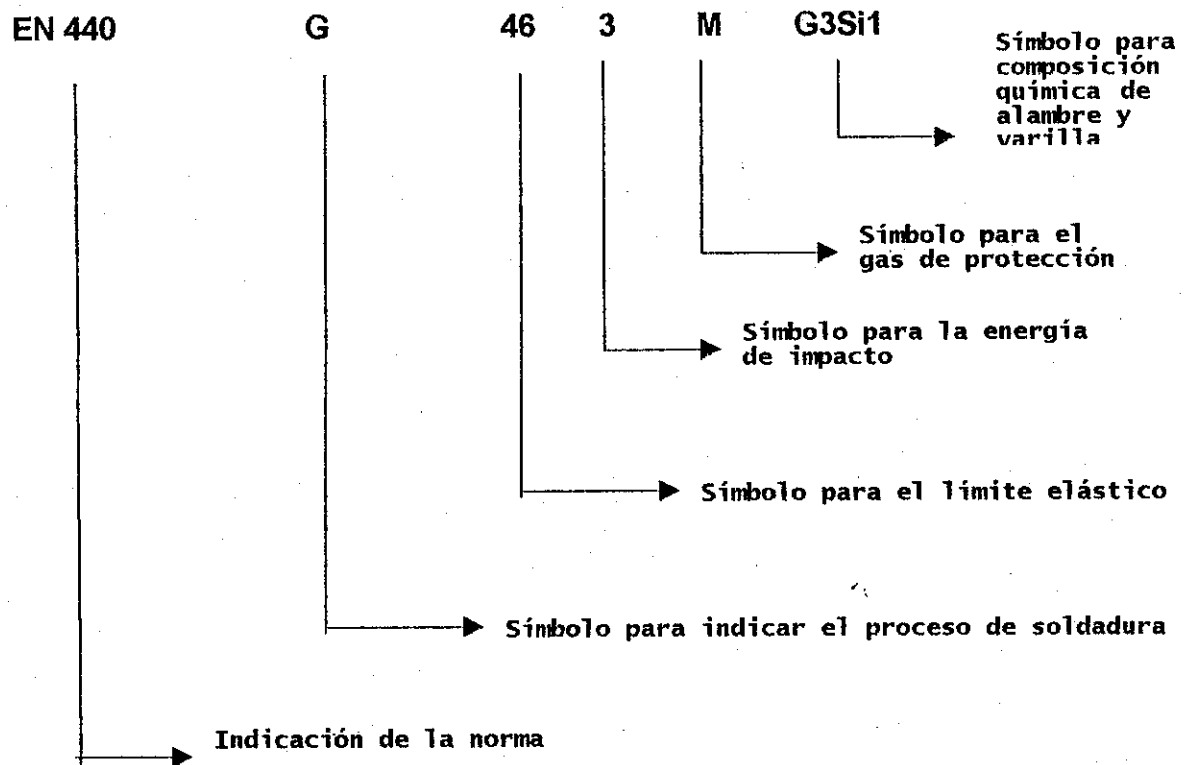 EN 440 G 46 3 M G3Si1
Símbolo para
composición
química de
alambre y
varilla
Símbolo para el
gas de protección
Símbolo para la energía
de impacto
Símbolo para el límite elástico
Símbolo para indicar el proceso de soldadura
Indicación de la norma